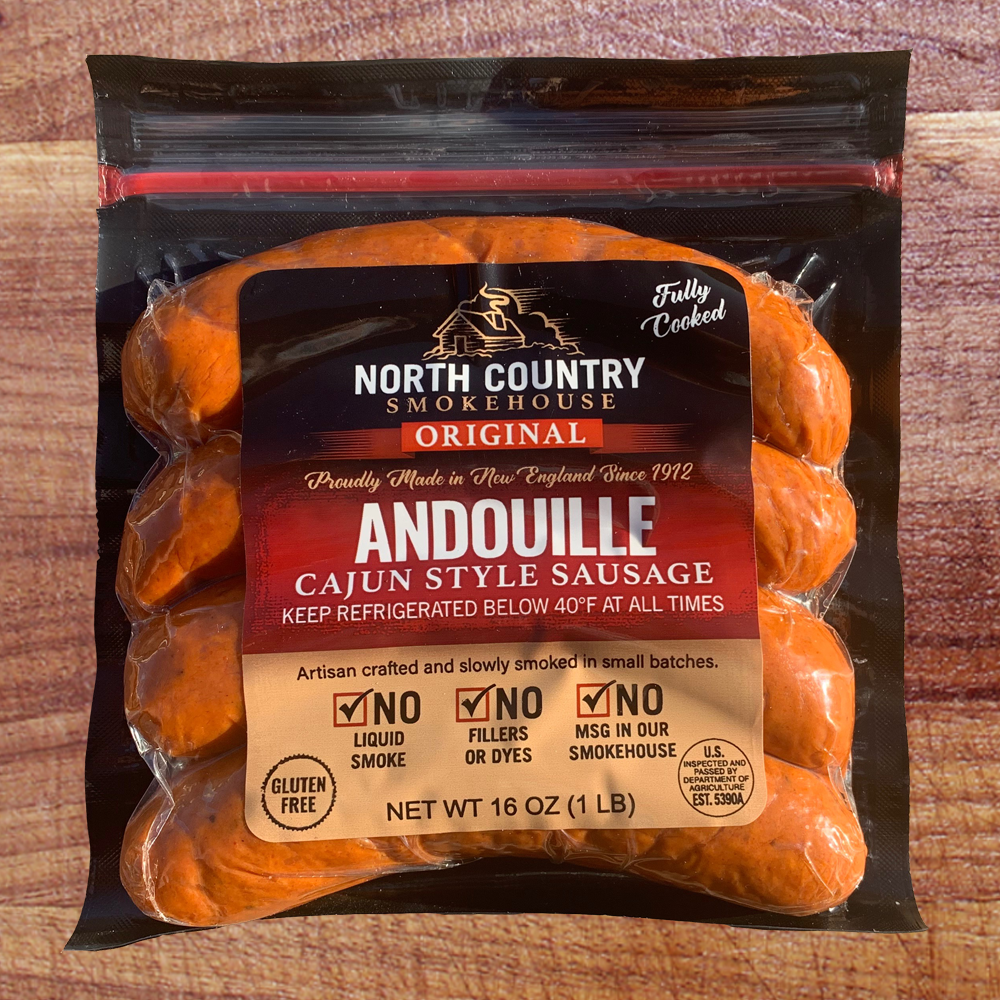 Fully
Cooked
NORTH COUNTRY
SMOKEHOUSE
ORIGINAL
Proudly Made in New England Since 1912
ANDOUILLE
CAJUN STYLE SAUSAGE
KEEP REFRIGERATED BELOW 40°F AT ALL TIMES
Artisan crafted and slowly smoked in small batches.
NO
LIQUID
SMOKE
NO
FILLERS
OR DYES
NO
MSG IN OUR
SMOKEHOUSE
GLUTEN
FREE
NET WT 16 OZ (1 LB)
U.S.
INSPECTED AND
PASSED BY
DEPARTMENT OF
AGRICULTURE
EST. 5390A